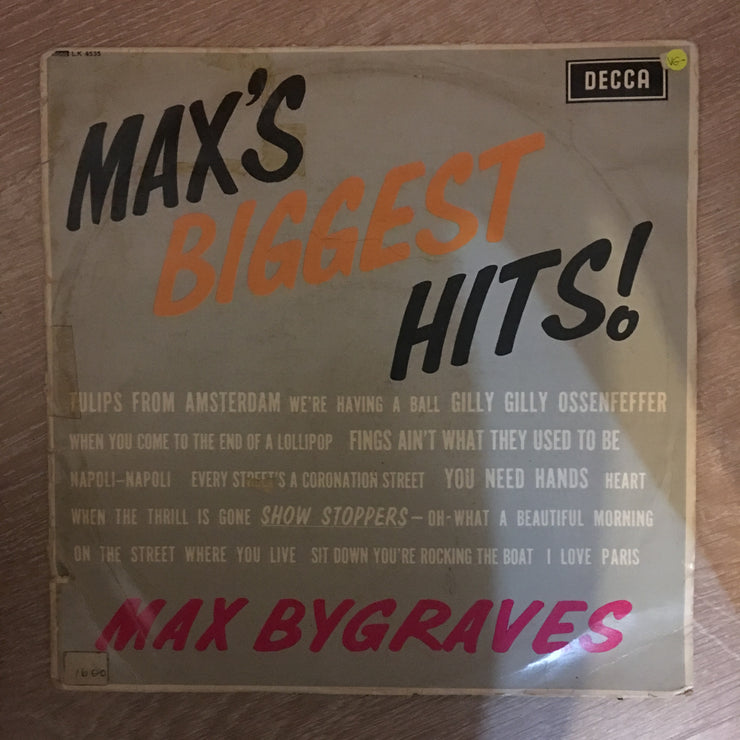 LK 4535
VG-
DECCA
MAX'S
BIGGEST
HITS!
TULIPS FROM AMSTERDAM WE'RE HAVING A BALL GILLY GILLY OSSENFEFFER
WHEN YOU COME TO THE END OF A LOLLIPOP FINGS AIN'T WHAT THEY USED TO BE
NAPOLI–NAPOLI EVERY STREET'S A CORONATION STREET YOU NEED HANDS HEART
WHEN THE THRILL IS GONE SHOW STOPPERS – OH-WHAT A BEAUTIFUL MORNING
ON THE STREET WHERE YOU LIVE SIT DOWN YOU'RE ROCKING THE BOAT I LOVE PARIS
MAX BYGRAVES